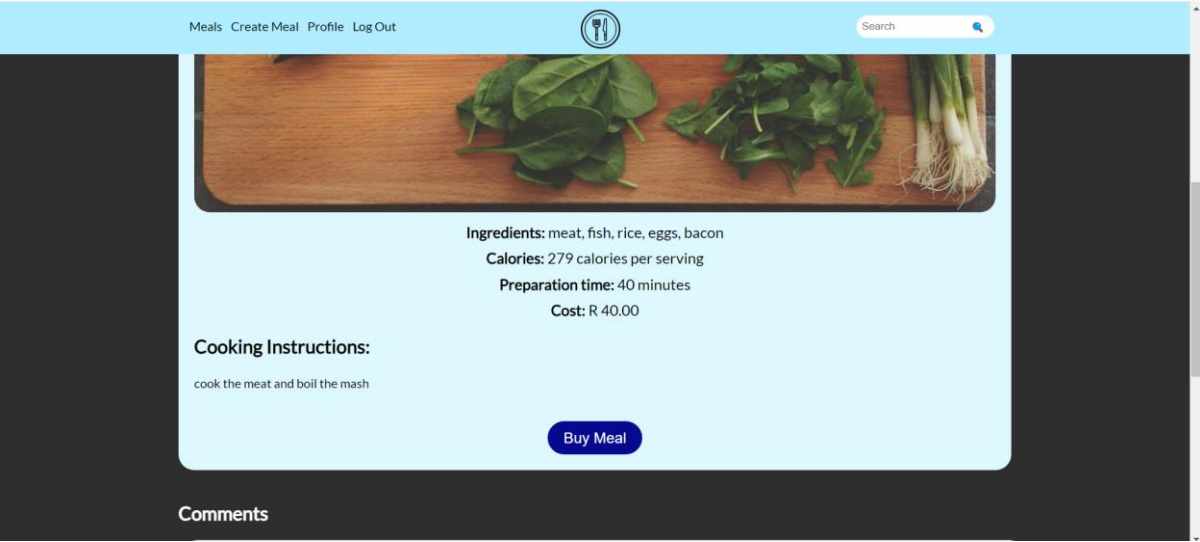 Meals Create Meal Profile Log Out Search
Ingredients: meat, fish, rice, eggs, bacon
Calories: 279 calories per serving
Preparation time: 40 minutes
Cost: R 40.00
Cooking Instructions:
cook the meat and boil the mash
Buy Meal
Comments